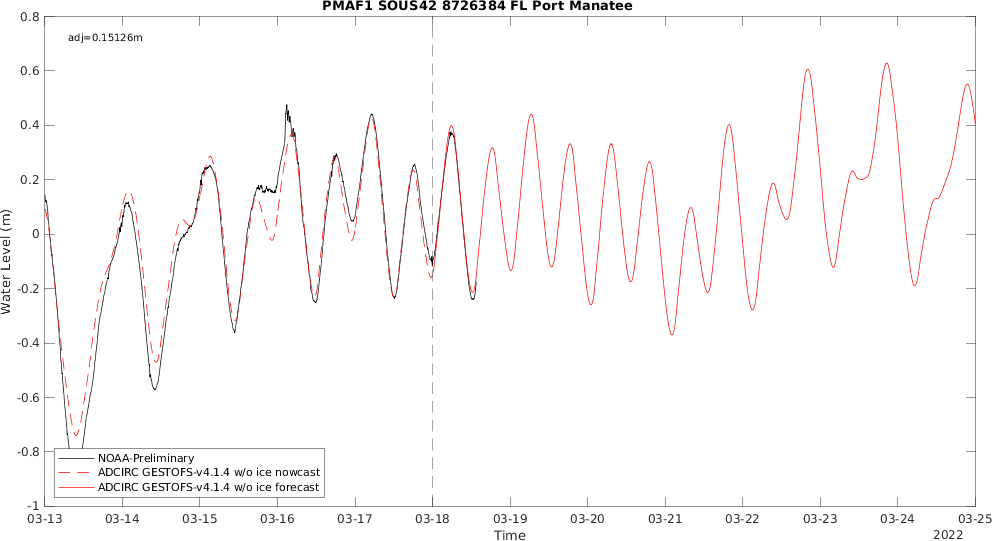 PMAF1 SOUS42 8726384 FL Port Manatee
adj=0.15126m
0.8
0.6
0.4
0.2
0
-0.2
-0.4
-0.6
-0.8
-1
Water Level (m)
NOAA-Preliminary
ADCIRC GESTOFS-v4.1.4 w/o ice nowcast
ADCIRC GESTOFS-v4.1.4 w/o ice forecast
03-13 03-14 03-15 03-16 03-17 03-18 03-19 03-20 03-21 03-22 03-23 03-24 03-25
Time
2022